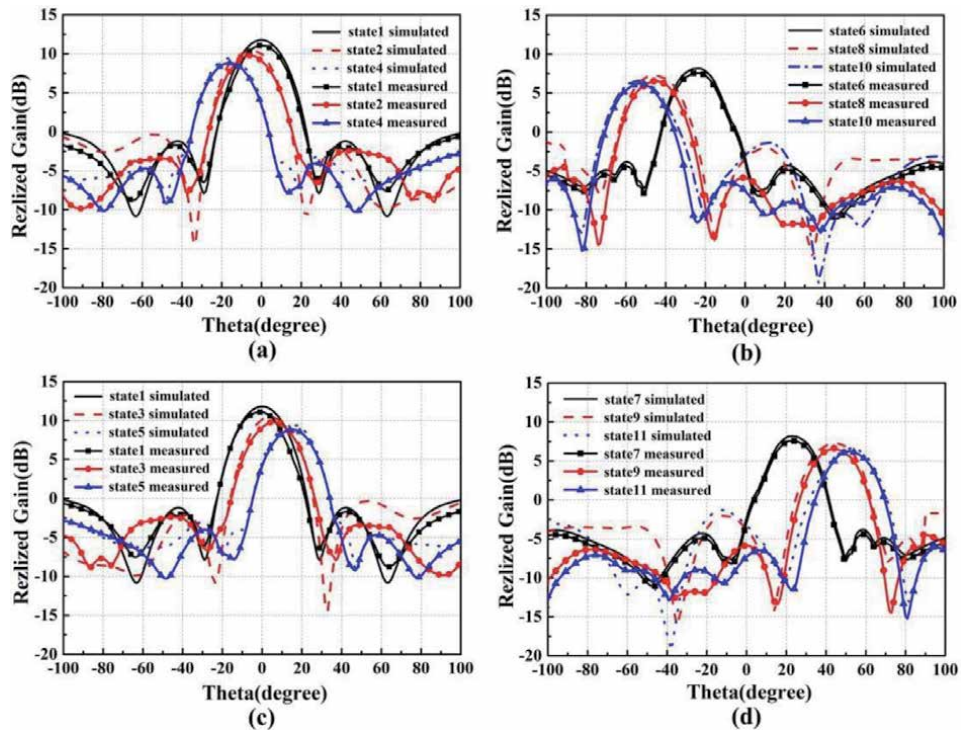 state1 simulated
state2 simulated
state4 simulated
state1 measured
state2 measured
state4 measured
Rezlized Gain(dB)
15
10
5
0
-5
-10
-15
-20
-100 -80 -60 -40 -20 0 20 40 60 80 100
Theta(degree)
(a)
state6 simulated
state8 simulated
state10 simulated
state6 measured
state8 measured
state10 measured
Rezlized Gain(dB)
15
10
5
0
-5
-10
-15
-20
-100 -80 -60 -40 -20 0 20 40 60 80 100
Theta(degree)
(b)
state1 simulated
state3 simulated
state5 simulated
state1 measured
state3 measured
state5 measured
Rezlized Gain(dB)
15
10
5
0
-5
-10
-15
-20
-100 -80 -60 -40 -20 0 20 40 60 80 100
Theta(degree)
(c)
state7 simulated
state9 simulated
state11 simulated
state7 measured
state9 measured
state11 measured
Rezlized Gain(dB)
15
10
5
0
-5
-10
-15
-20
-100 -80 -60 -40 -20 0 20 40 60 80 100
Theta(degree)
(d)